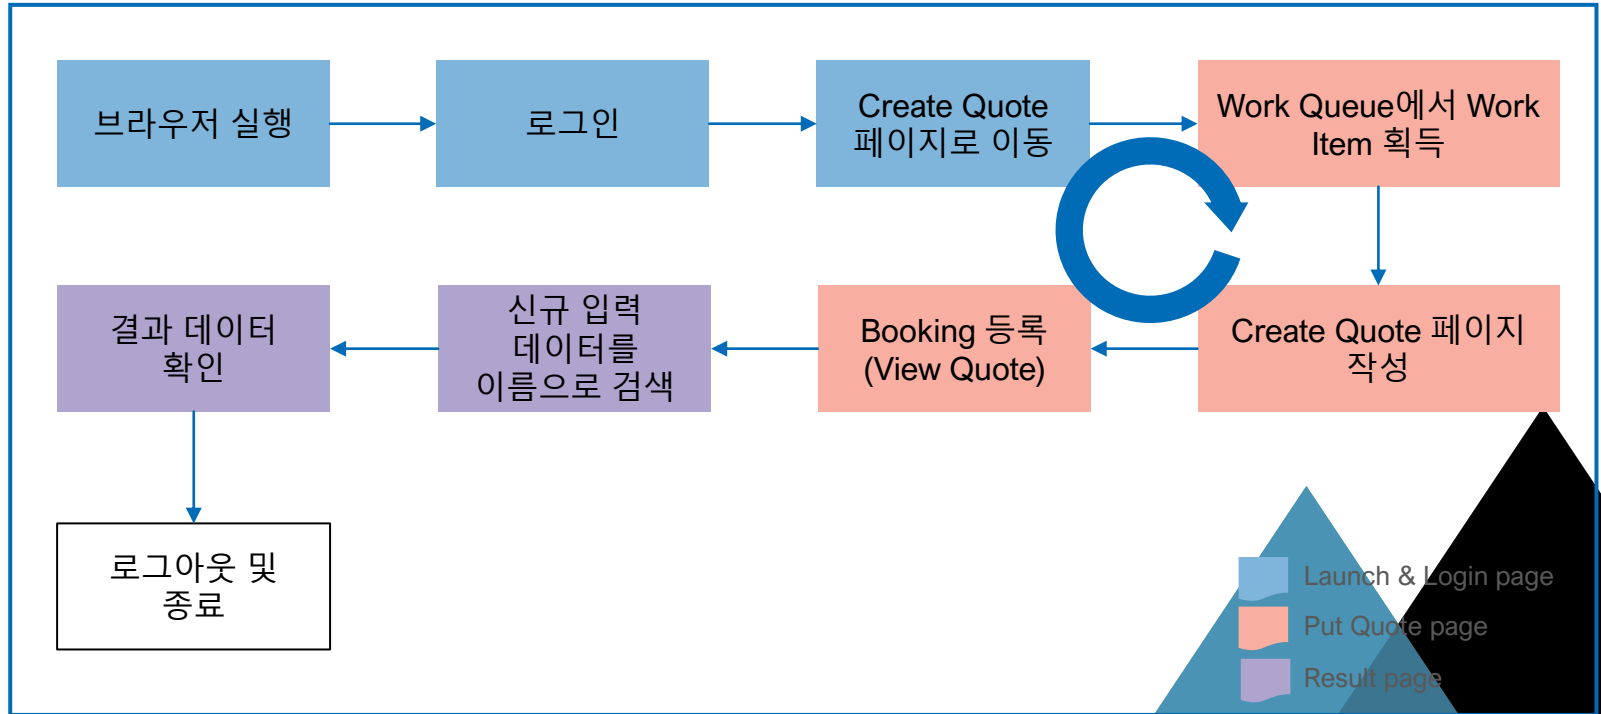 브라우저 실행
로그인
Create Quote
페이지로 이동
Work Queue에서 Work
Item 획득
결과 데이터
확인
신규 입력
데이터를
이름으로 검색
Booking 등록
(View Quote)
Create Quote 페이지
작성
로그아웃 및
종료
Launch & Login page
Put Quote page
Result page